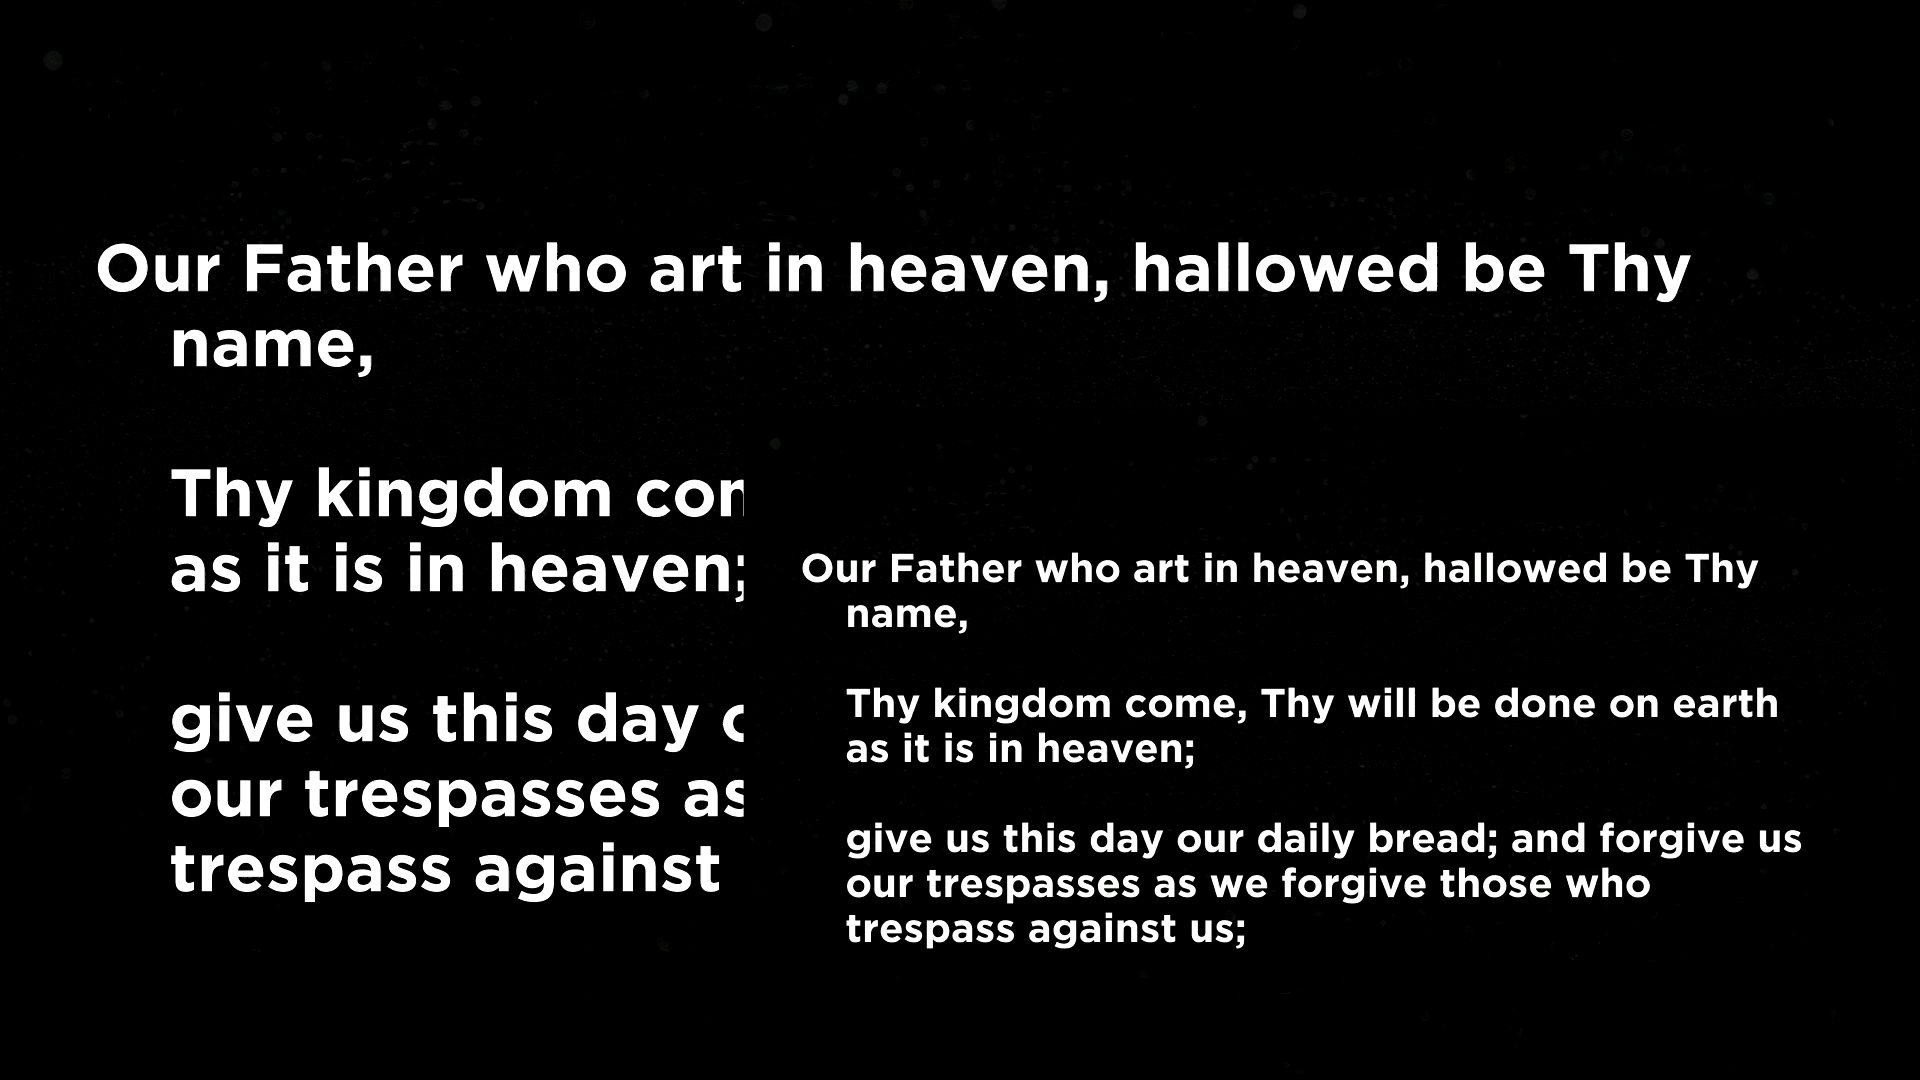 Our Father who art in heaven, hallowed be Thy
name,
Thy kingdom
as it is in heaven;
give us this day
our trespasses as
trespass against
Our Father who art in heaven, hallowed be Thy
name,
Thy kingdom come, Thy will be done on earth
as it is in heaven;
give us this day our daily bread; and forgive us
our trespasses as we forgive those who
trespass against us;